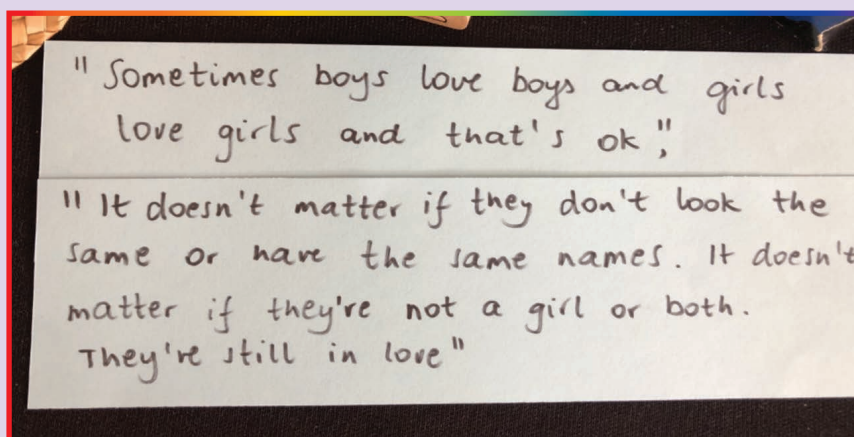 "Sometimes boys love boys and girls
love girls and that's ok",
"It doesn't matter if they don't look the
same or have the same names. It doesn't
matter if they're not a girl or both.
They're still in love"